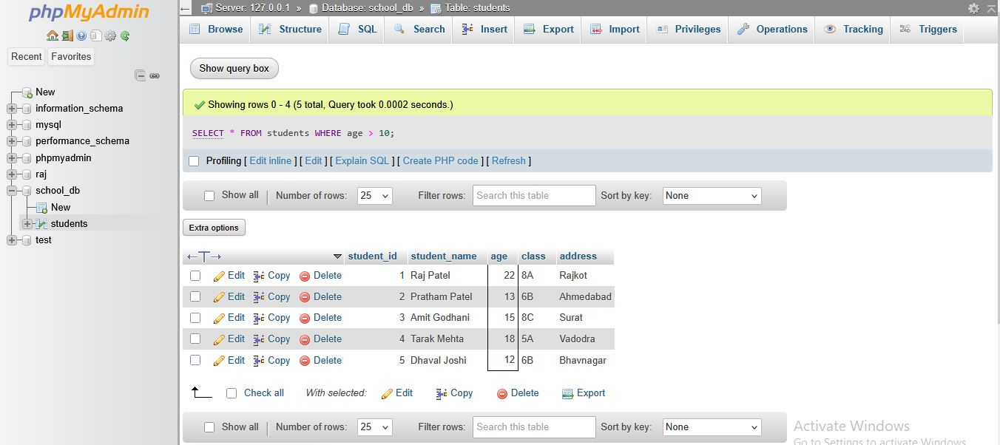 phpMyAdmin
Recent Favorites
New
information_schema
mysql
performance_schema
phpmyadmin
raj
school_db
New
students
test
Server: 127.0.0.1 » Database: school_db » Table: students
Browse Structure SQL Search Insert Export Import Privileges Operations Tracking Triggers
Show query box
Showing rows 0 - 4 (5 total, Query took 0.0002 seconds.)
SELECT * FROM students WHERE age > 10;
Profiling [ Edit inline ] [ Edit ] [ Explain SQL ] [ Create PHP code ] [ Refresh ]
Show all Number of rows: 25 Filter rows: Search this table Sort by key: None
Extra options
student_id student_name age class address
Edit Copy Delete 1 Raj Patel 22 8A Rajkot
Edit Copy Delete 2 Pratham Patel 13 6B Ahmedabad
Edit Copy Delete 3 Amit Godhani 15 8C Surat
Edit Copy Delete 4 Tarak Mehta 18 5A Vadodra
Edit Copy Delete 5 Dhaval Joshi 12 6B Bhavnagar
Check all With selected: Edit Copy Delete Export
Show all Number of rows: 25 Filter rows: Search this table Sort by key: None
Activate Windows
Go to Settings to activate Windows.